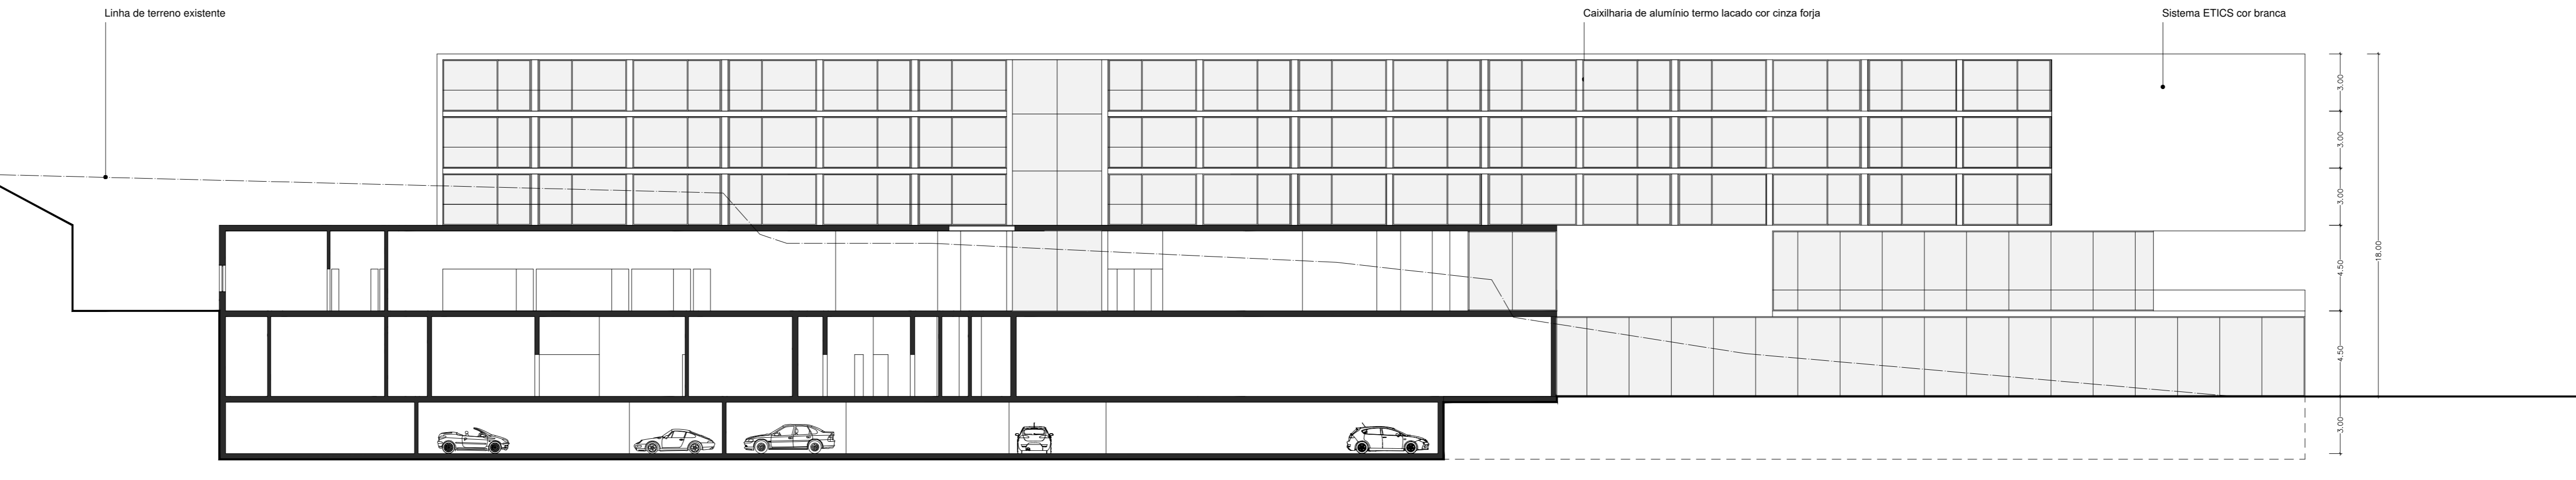 Linha de terreno existente
Caixilharia de alumínio termo lacado cor cinza forja
Sistema ETICS cor branca
3.00
3.00
3.00
18.00
4.50
4.50
3.00